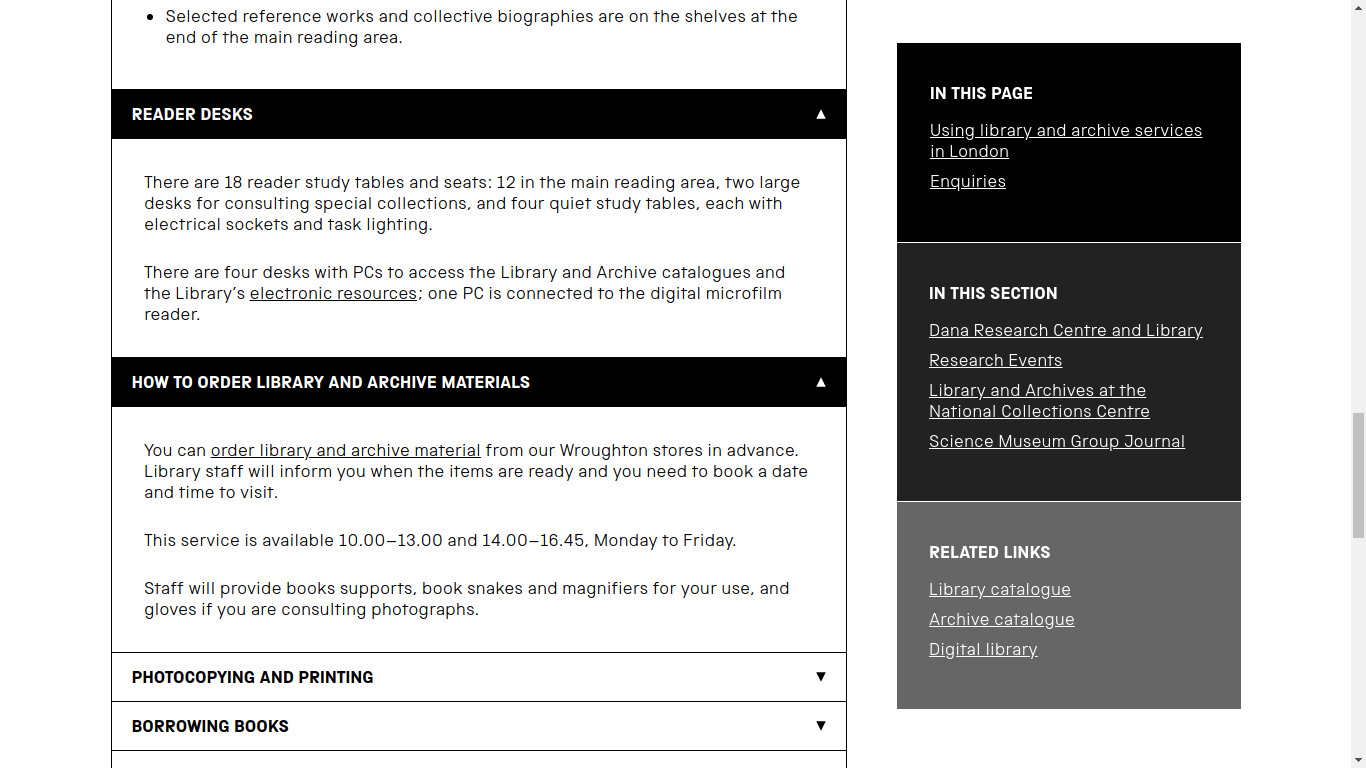 Selected reference works and collective biographies are on the shelves at the
end of the main reading area.
READER DESKS
There are 18 reader study tables and seats: 12 in the main reading area, two large
desks for consulting special collections, and four quiet study tables, each with
electrical sockets and task lighting.
There are four desks with PCs to access the Library and Archive catalogues and
the Library’s electronic resources; one PC is connected to the digital microfilm
reader.
HOW TO ORDER LIBRARY AND ARCHIVE MATERIALS
You can order library and archive material from our Wroughton stores in advance.
Library staff will inform you when the items are ready and you need to book a date
and time to visit.
This service is available 10.00–13.00 and 14.00–16.45, Monday to Friday.
Staff will provide books supports, book snakes and magnifiers for your use, and
gloves if you are consulting photographs.
PHOTOCOPYING AND PRINTING
BORROWING BOOKS
IN THIS PAGE
Using library and archive services
in London
Enquiries
IN THIS SECTION
Dana Research Centre and Library
Research Events
Library and Archives at the
National Collections Centre
Science Museum Group Journal
RELATED LINKS
Library catalogue
Archive catalogue
Digital library